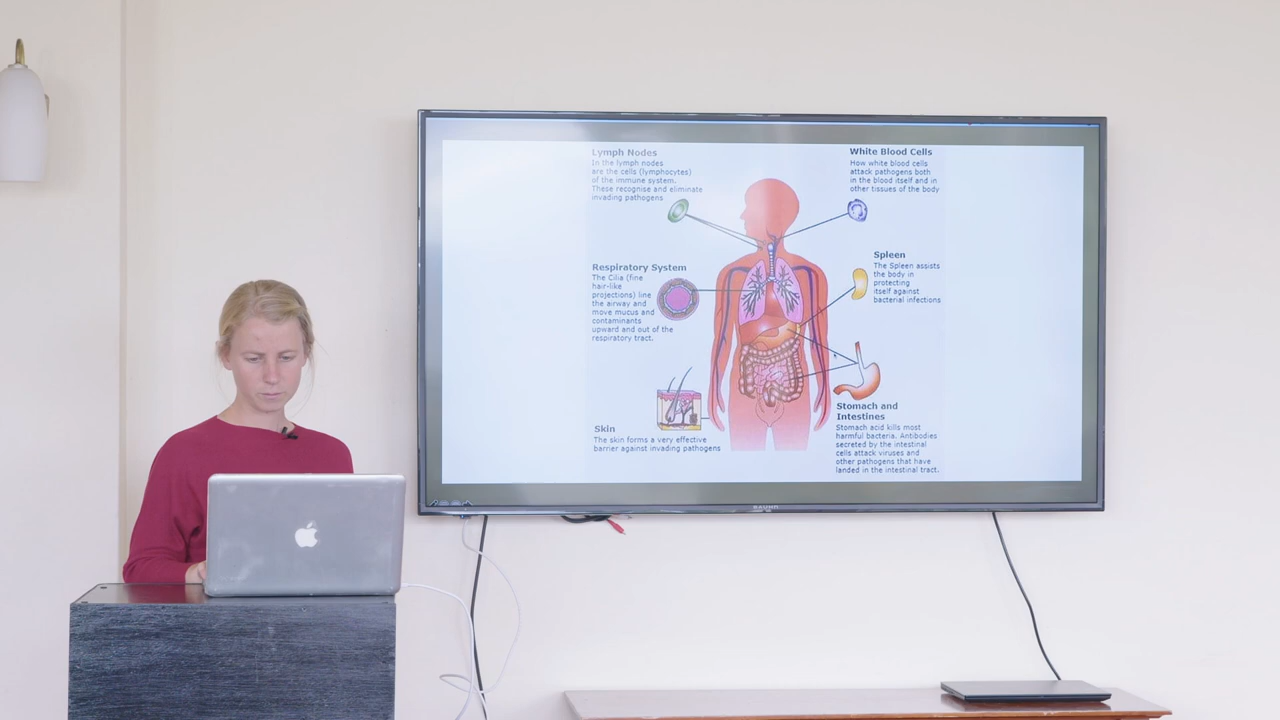 Lymph Nodes
In the lymph nodes
are the cells (lymphocytes)
of the immune system.
These recognise and eliminate
invading pathogens
White Blood Cells
How white blood cells
attack pathogens both
in the blood itself and in
other tissues of the body
Respiratory System
The Cilia (fine
hair-like
projections) line
the airway and
move mucus and
contaminants
upward and out of the
respiratory tract.
Spleen
The Spleen assists
the body in
protecting
itself against
bacterial infections
Skin
The skin forms a very effective
barrier against invading pathogens
Stomach and
Intestines
Stomach acid kills most
harmful bacteria. Antibodies
secreted by the intestinal
cells attack viruses and
other pathogens that have
landed in the intestinal tract.
BAUHN